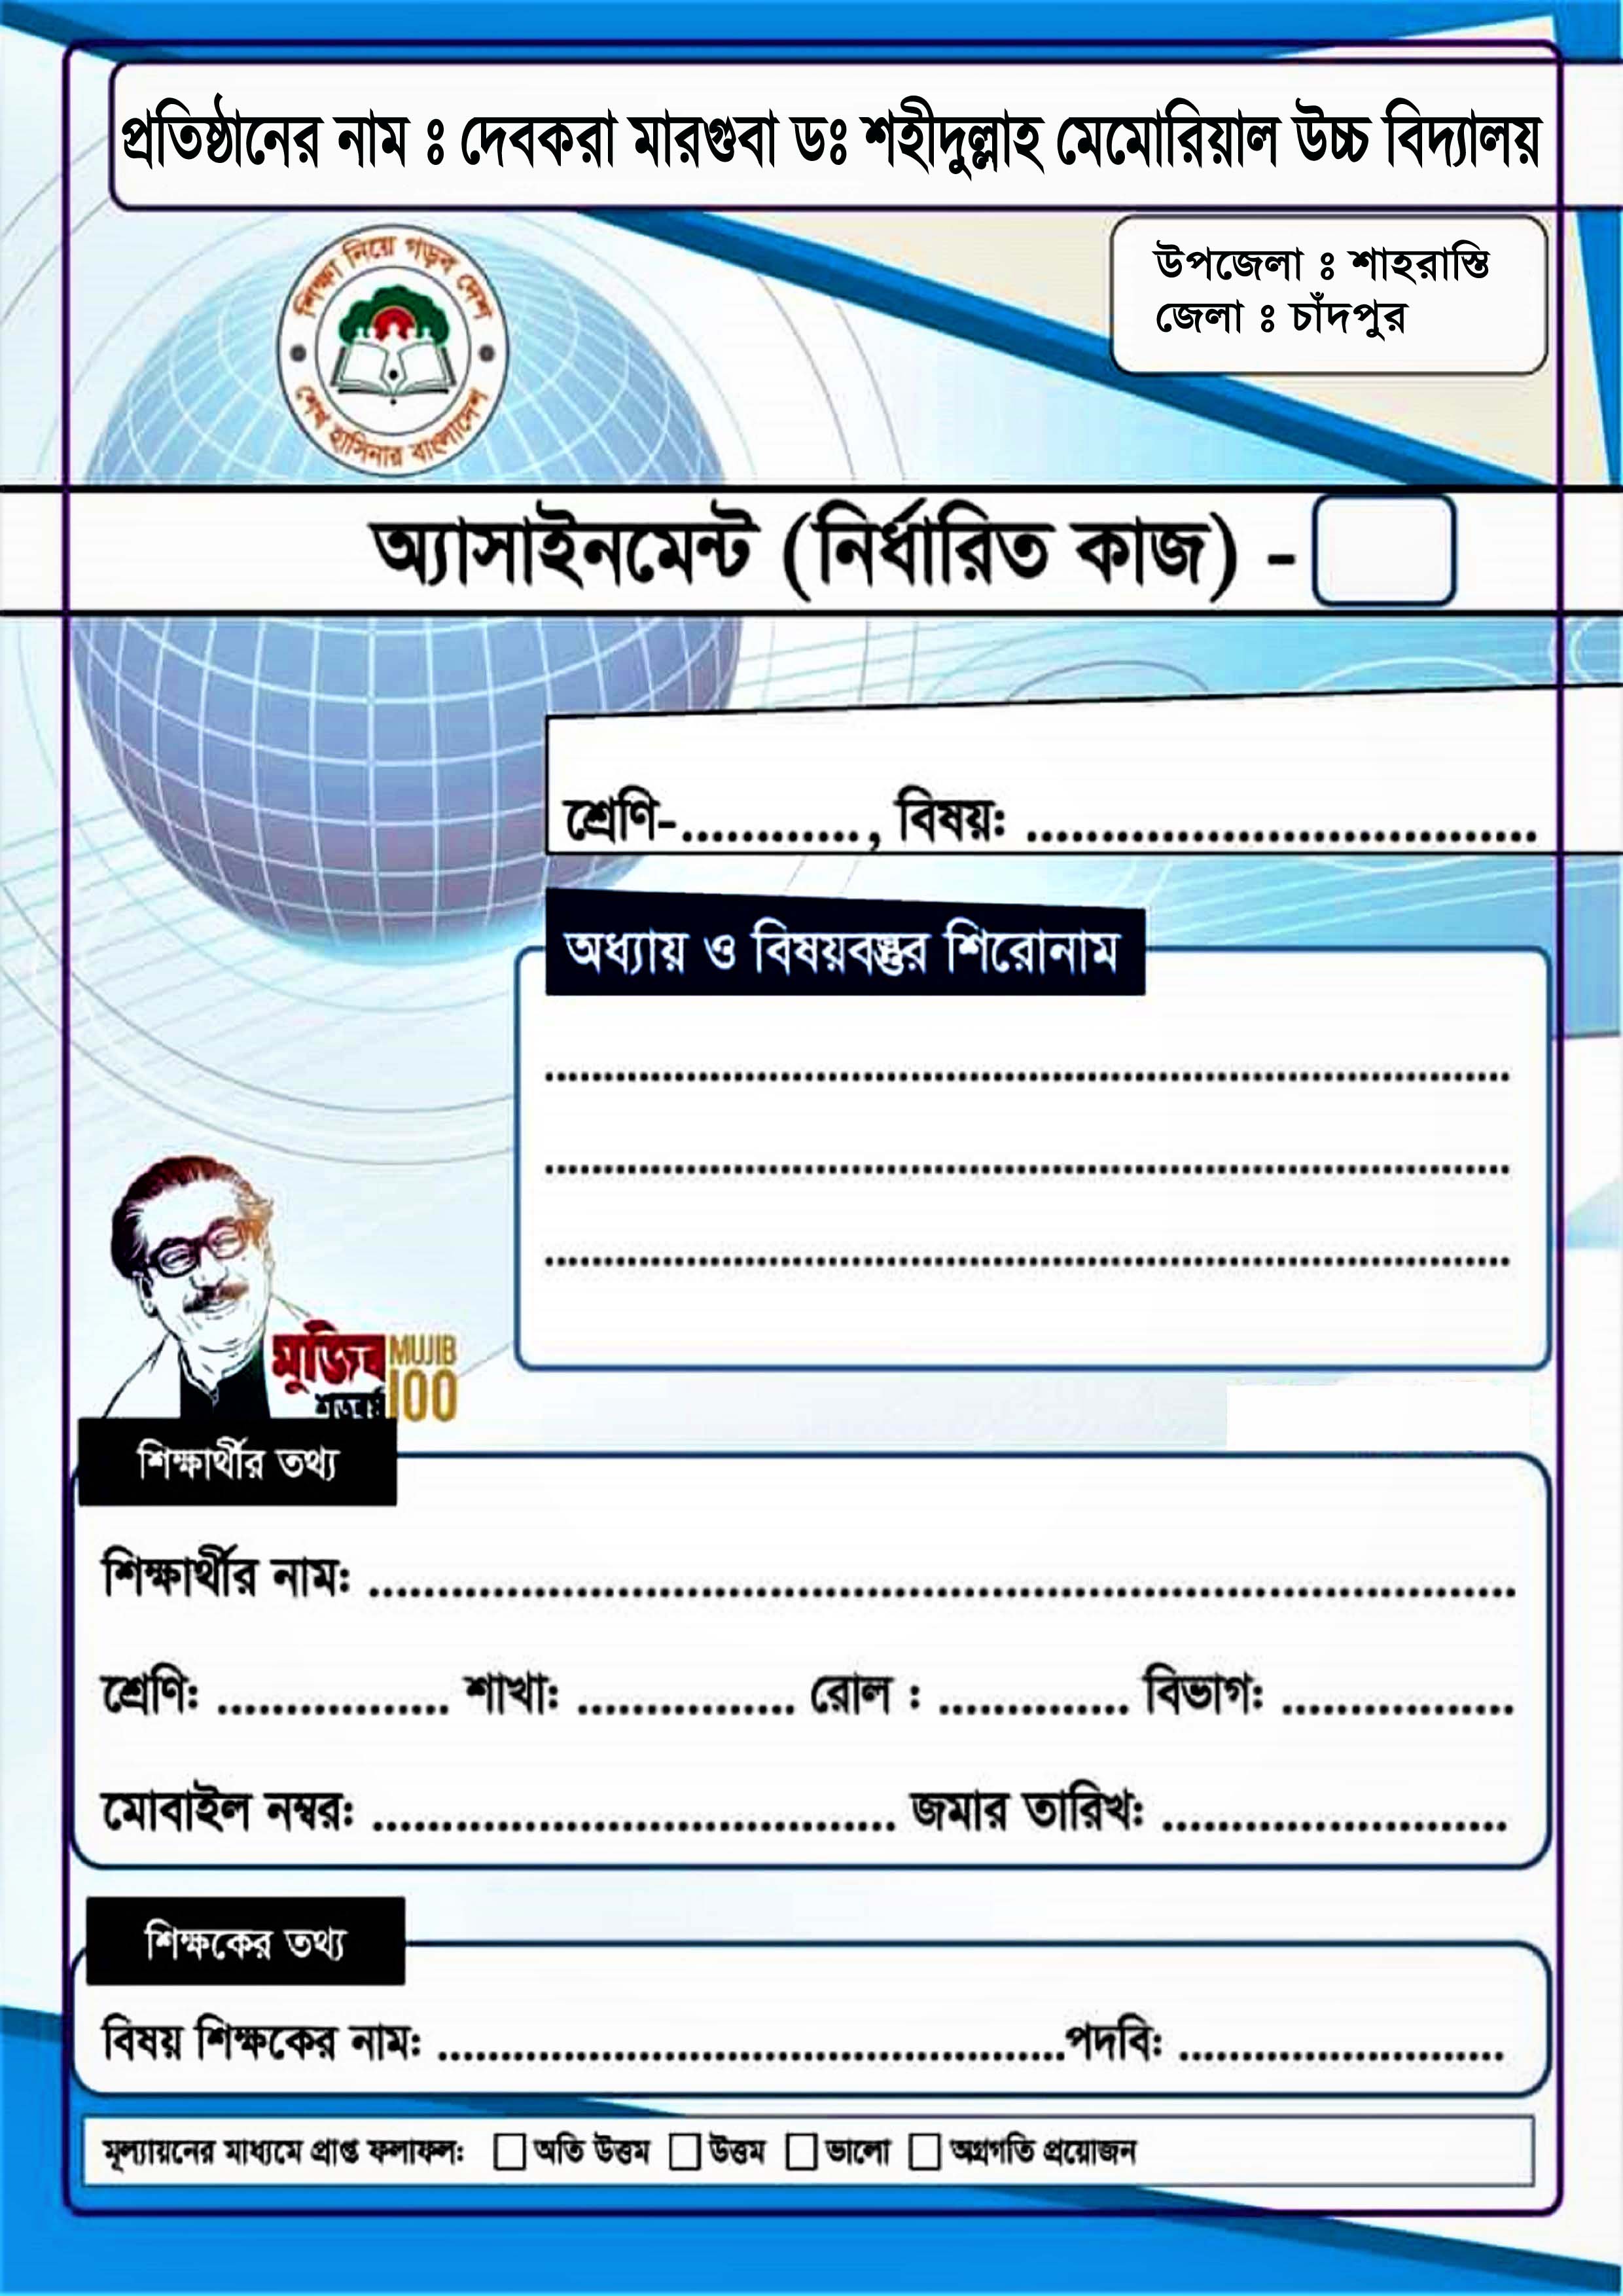 প্রতিষ্ঠানের নাম ঃ দেবকরা মারগুবা ডঃ শহীদুল্লাহ মেমোরিয়াল উচ্চ বিদ্যালয়
শিক্ষা নিয়ে গড়ব দেশ
শেখ হাসিনার বাংলাদেশ
উপজেলা ঃ শাহরাস্তি
জেলা ঃ চাঁদপুর
অ্যাসাইনমেন্ট (নির্ধারিত কাজ) -
শ্রেণি-............, বিষয়: ..................................
অধ্যায় ও বিষয়বস্তুর শিরোনাম
মুজিব MUJIB
শতবর্ষ 100
শিক্ষার্থীর তথ্য
শিক্ষার্থীর নাম: ....................................................................................
শ্রেণি: ................. শাখা: ................ রোল : .............. বিভাগ: .................
মোবাইল নম্বর: ...................................... জমার তারিখ: .........................
শিক্ষকের তথ্য
বিষয় শিক্ষকের নাম: ..................................................পদবি: ..........................
মূল্যায়নের মাধ্যমে প্রাপ্ত ফলাফল: □ অতি উত্তম □ উত্তম □ ভালো □ অগ্রগতি প্রয়োজন